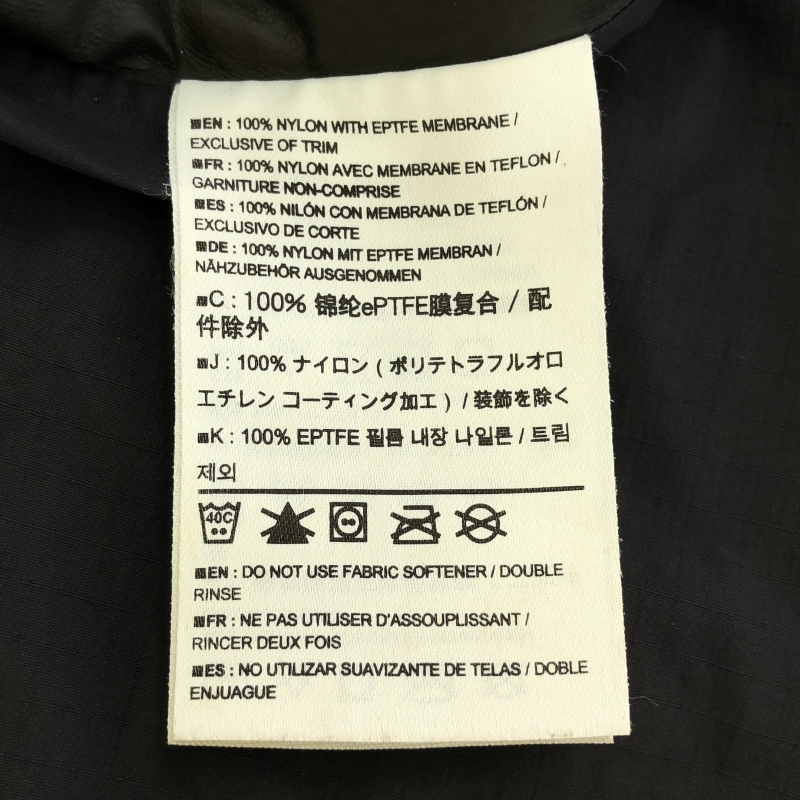 EN : 100% NYLON WITH EPTFE MEMBRANE /
EXCLUSIVE OF TRIM
FR : 100% NYLON AVEC MEMBRANE EN TEFLON /
GARNITURE NON-COMPRISE
ES : 100% NILÓN CON MEMBRANA DE TEFLÓN /
EXCLUSIVO DE CORTE
DE : 100% NYLON MIT EPTFE MEMBRAN /
NÄHZUBEHÖR AUSGENOMMEN
C : 100% 锦纶ePTFE膜复合 / 配
件除外
J : 100% ナイロン ( ポリテトラフルオロ
エチレン コーティング加工 ) / 装飾を除く
K : 100% EPTFE 필름 내장 나일론 / 트림
제외
40C
EN : DO NOT USE FABRIC SOFTENER / DOUBLE
RINSE
FR : NE PAS UTILISER D'ASSOUPLISSANT /
RINCER DEUX FOIS
ES : NO UTILIZAR SUAVIZANTE DE TELAS / DOBLE
ENJUAGUE